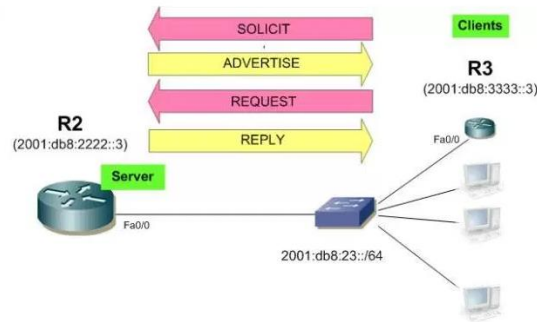 SOLICIT
Clients
ADVERTISE
R3
(2001:db8:3333::3)
REQUEST
R2
(2001:db8:2222::3)
REPLY
Fa0/0
Server
Fa0/0
2001:db8:23::/64